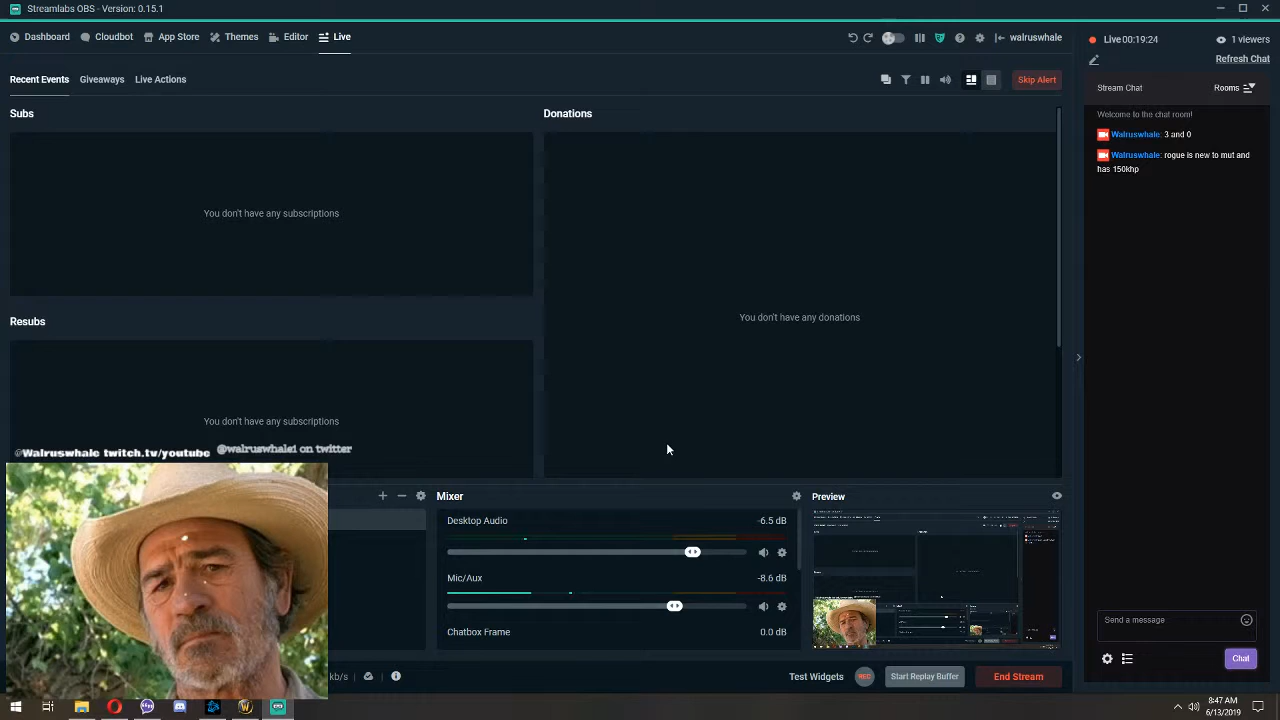 Streamlabs OBS - Version: 0.15.1
Dashboard
Cloudbot
App Store
Themes
Editor
Live
walruswhale
Live 00:19:24
1 viewers
Refresh Chat
Recent Events
Giveaways
Live Actions
Skip Alert
Stream Chat
Rooms
Subs
Donations
Welcome to the chat room!
Walruswhale: 3 and 0
Walruswhale: rogue is new to mut and
has 150khp
You don't have any subscriptions
You don't have any donations
Resubs
You don't have any subscriptions
@Walruswhale twitch.tv/youtube
@walruswhale1 on twitter
Mixer
Preview
Desktop Audio
-6.5 dB
Mic/Aux
-8.6 dB
Chatbox Frame
0.0 dB
Send a message
Chat
kb/s
Test Widgets
REC
Start Replay Buffer
End Stream
8:47 AM
6/13/2019